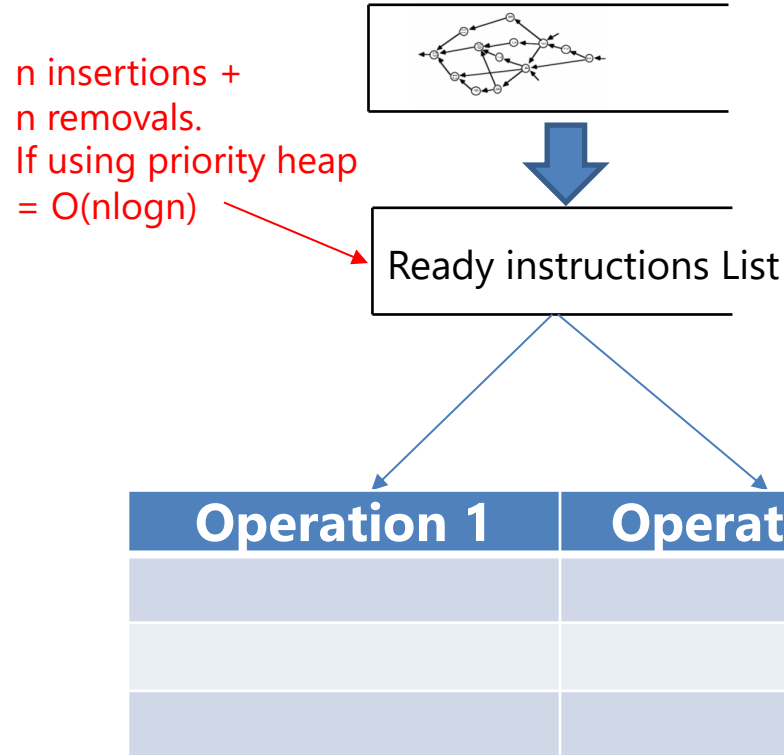 n insertions +
n removals.
If using priority heap
= O(nlogn)
Ready instructions List
Operation 1
Operat